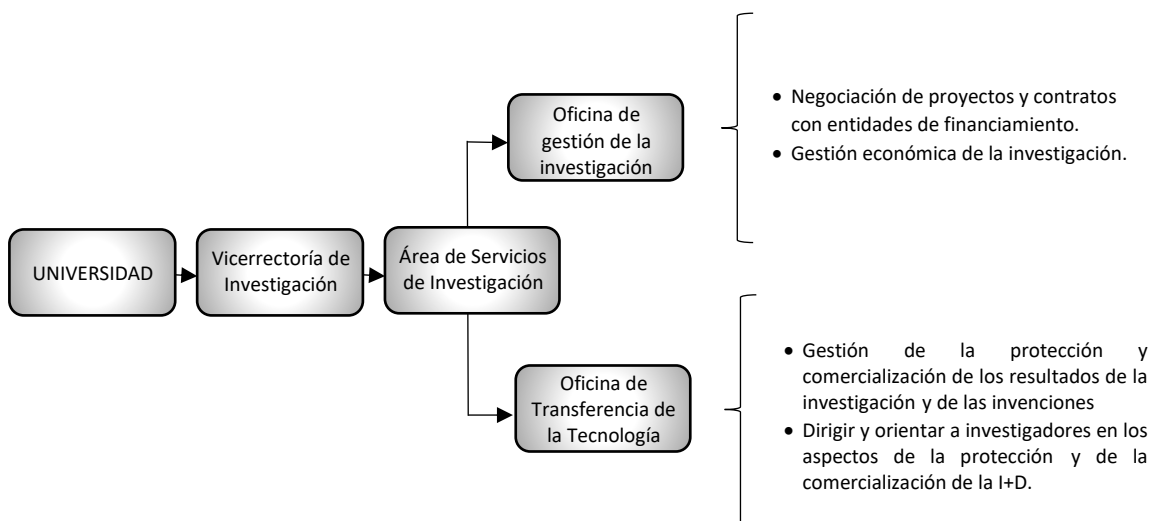 UNIVERSIDAD
Vicerrectoría de
Investigación
Área de Servicios
de Investigación
Oficina de
gestión de la
investigación
• Negociación de proyectos y contratos
con entidades de financiamiento.
• Gestión económica de la investigación.
Oficina de
Transferencia de
la Tecnología
• Gestión de la protección y
comercialización de los resultados de la
investigación y de las invenciones
• Dirigir y orientar a investigadores en los
aspectos de la protección y de la
comercialización de la I+D.